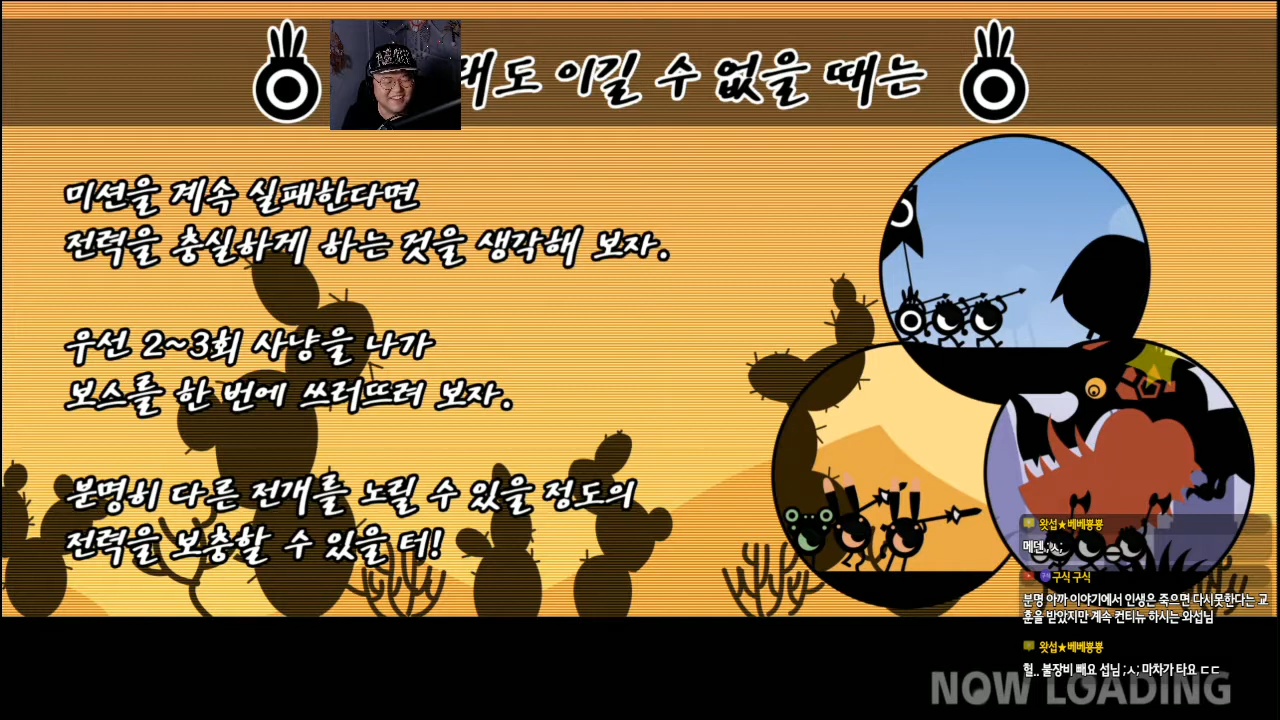 도 이길 수 없을 때는
미션을 계속 실패한다면
전력을 충실하게 하는 것을 생각해 보자.
우선 2~3회 사냥을 나가
보스를 한 번에 쓰러뜨려 보자.
분명히 다른 전개를 노릴 수 있을 정도의
전력을 보충할 수 있을 터!
왓섭★베베뿅뿅
메덴;ㅅ;
구식 구식
분명 아까 이야기에서 인생은 죽으면 다시못한다는 교
훈을 받았지만 계속 컨티뉴 하시는 와섭님
왓섭★베베뿅뿅
헐.. 불장비 빼요 섭님 ;ㅅ; 마차가 타요 ㄷㄷ
NOW LOADING